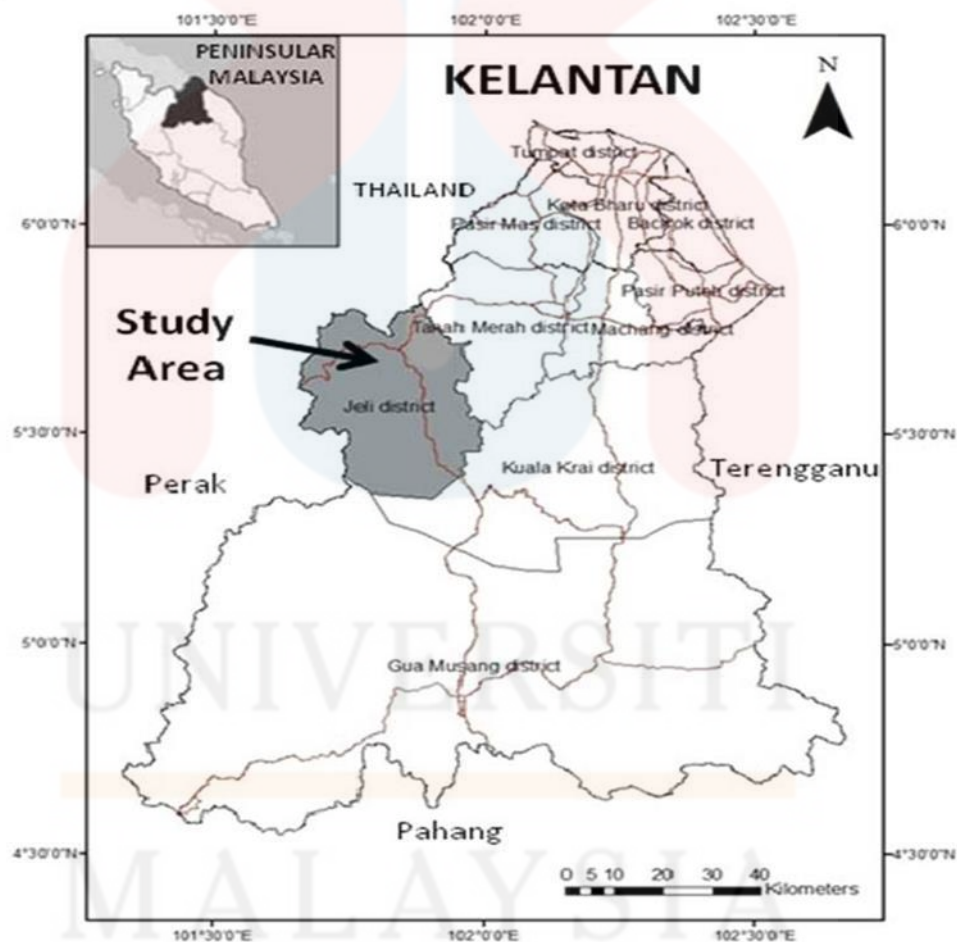 101°30'0"E 102°0'0"E 102°30'0"E
PENINSULAR
MALAYSIA
KELANTAN
N
Tumpat district
THAILAND
Kota Bharu district
6°0'0"N Pasir Mas district Bachok district 6°0'0"N
Pasir Puteh district
Study
Area
Tanah Merah district Machang district
Jeli district
5°30'0"N 5°30'0"N
Kuala Krai district Terengganu
Perak
UNIVERSITI
5°0'0"N 5°0'0"N
Gua Musang district
Pahang
4°30'0"N 4°30'0"N
MALAYSIA
0 5 10 20 30 40
Kilometers
101°30'0"E 102°0'0"E 102°30'0"E